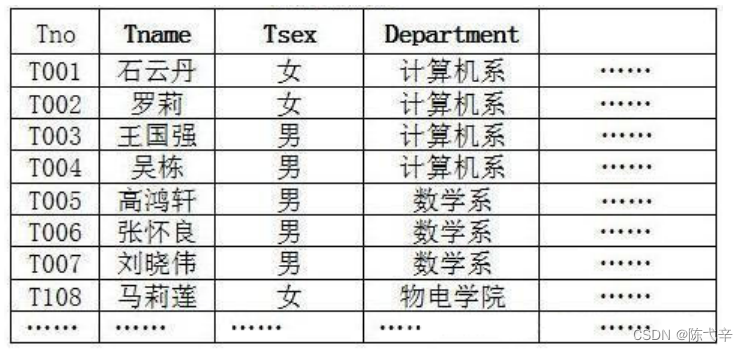 Tno Tname Tsex Department
T001 石云丹 女 计算机系 ……
T002 罗莉 女 计算机系 ……
T003 王国强 男 计算机系 ……
T004 吴栋 男 计算机系 ……
T005 高鸿轩 男 数学系 ……
T006 张怀良 男 数学系 ……
T007 刘晓伟 男 数学系 ……
T108 马莉莲 女 物电学院 ……
…… …… …… ….. ……
CSDN @陈弋辛